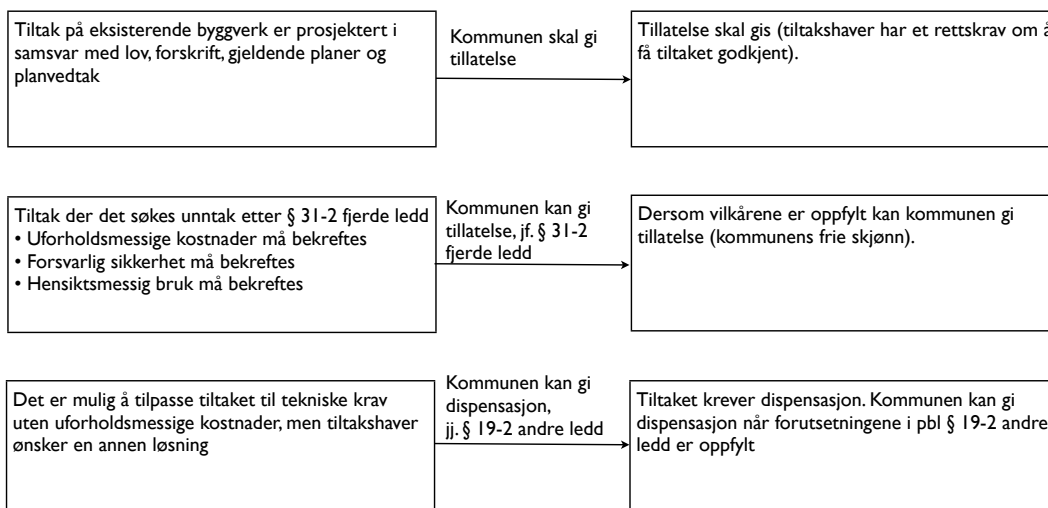 Tiltak på eksisterende byggverk er prosjektert i
samsvar med lov, forskrift, gjeldende planer og
planvedtak
Kommunen skal gi
tillatelse
Tillatelse skal gis (tiltakshaver har et rettskrav om å
få tiltaket godkjent).
Tiltak der det søkes unntak etter § 31-2 fjerde ledd
• Uforholdsmessige kostnader må bekreftes
• Forsvarlig sikkerhet må bekreftes
• Hensiktsmessig bruk må bekreftes
Kommunen kan gi
tillatelse, jf. § 31-2
fjerde ledd
Dersom vilkårene er oppfylt kan kommunen gi
tillatelse (kommunens frie skjønn).
Det er mulig å tilpasse tiltaket til tekniske krav
uten uforholdsmessige kostnader, men tiltakshaver
ønsker en annen løsning
Kommunen kan gi
dispensasjon,
jj. § 19-2 andre ledd
Tiltaket krever dispensasjon. Kommunen kan gi
dispensasjon når forutsetningene i pbl § 19-2 andre
ledd er oppfylt